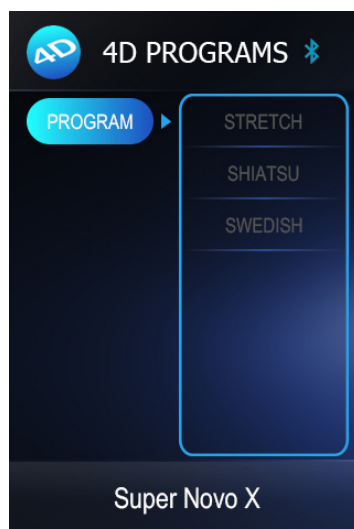 4D
4D PROGRAMS
PROGRAM
STRETCH
SHIATSU
SWEDISH
Super Novo X